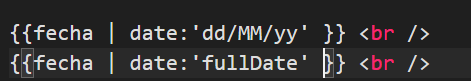 {{fecha | date:'dd/MM/yy' }} <br />
{{fecha | date:'fullDate' }} <br />